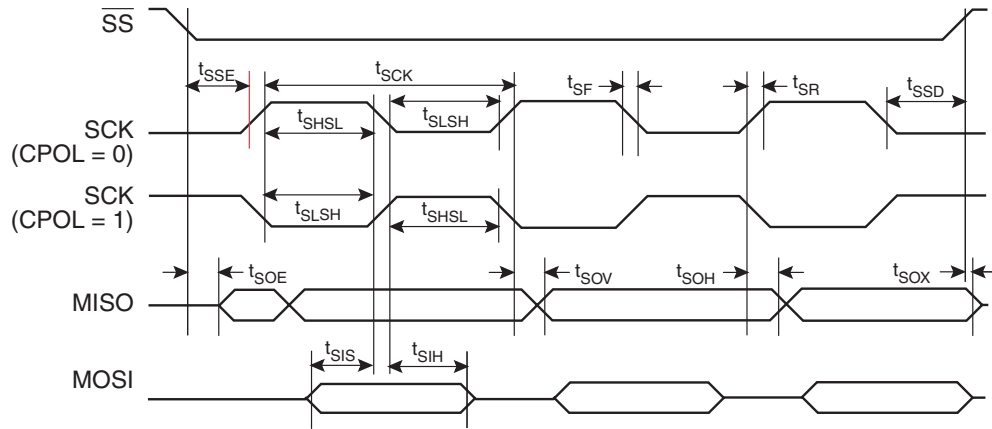 SS
tSSE
tSCK
tSF
tSR
tSSD
tSHSL
tSLSH
SCK
(CPOL = 0)
SCK
(CPOL = 1)
tSLSH
tSHSL
tSOE
tSOV
tSOH
tSOX
MISO
tSIS
tSIH
MOSI